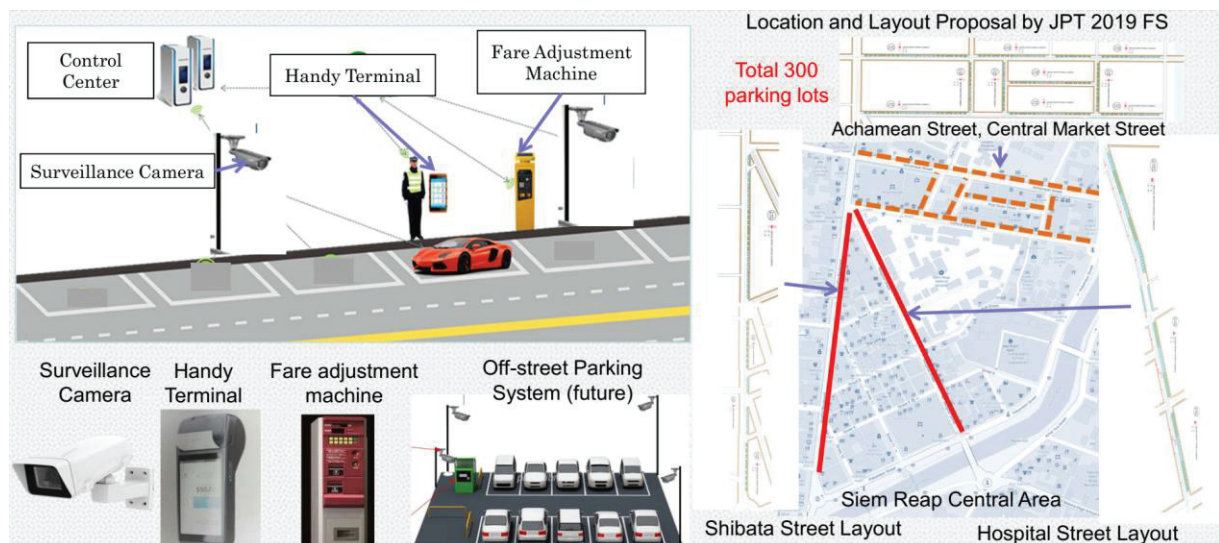 Control
Center
Handy Terminal
Fare Adjustment
Machine
Surveillance Camera
Surveillance
Camera
Handy
Terminal
Fare adjustment
machine
Off-street Parking
System (future)
Location and Layout Proposal by JPT 2019 FS
Total 300
parking lots
Achamean Street, Central Market Street
Siem Reap Central Area
Shibata Street Layout
Hospital Street Layout